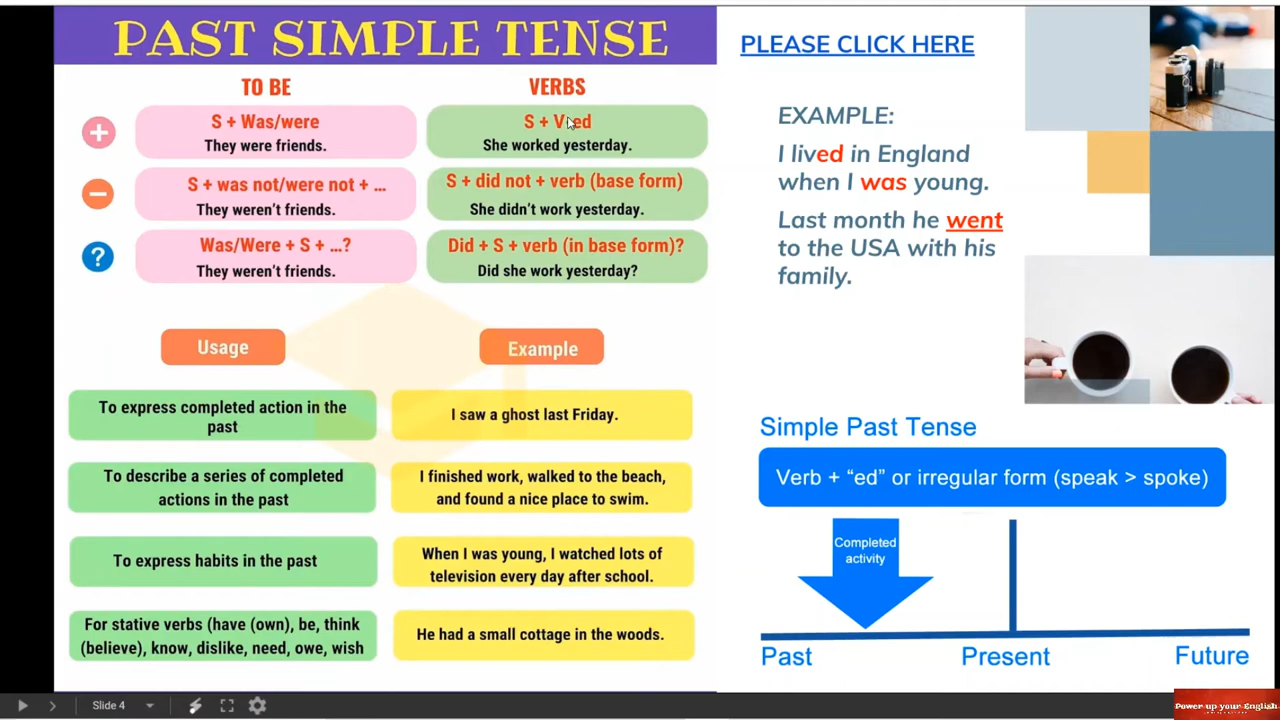 PAST SIMPLE TENSE
TO BE
VERBS
S + Was/were
They were friends.
S + V+ed
She worked yesterday.
S + was not/were not + ...
They weren't friends.
S + did not + verb (base form)
She didn't work yesterday.
?
Was/Were + S + ...?
They weren't friends.
Did + S + verb (in base form)?
Did she work yesterday?
Usage
Example
To express completed action in the
past
I saw a ghost last Friday.
To describe a series of completed
actions in the past
I finished work, walked to the beach,
and found a nice place to swim.
To express habits in the past
When I was young, I watched lots of
television every day after school.
For stative verbs (have (own), be, think
(believe), know, dislike, need, owe, wish
He had a small cottage in the woods.
PLEASE CLICK HERE
EXAMPLE:
I lived in England
when I was young.
Last month he went
to the USA with his
family.
Simple Past Tense
Verb + “ed” or irregular form (speak > spoke)
Completed
activity
Past
Present
Future
Slide 4
Power up your English